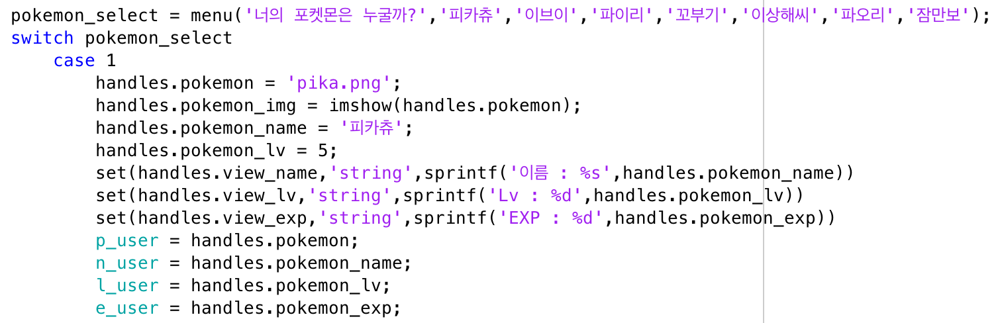 pokemon_select = menu('너의 포켓몬은 누굴까?','피카츄','이브이','파이리','꼬부기','이상해씨','파오리','잠만보');
switch pokemon_select
    case 1
        handles.pokemon = 'pika.png';
        handles.pokemon_img = imshow(handles.pokemon);
        handles.pokemon_name = '피카츄';
        handles.pokemon_lv = 5;
        set(handles.view_name,'string',sprintf('이름 : %s',handles.pokemon_name))
        set(handles.view_lv,'string',sprintf('Lv : %d',handles.pokemon_lv))
        set(handles.view_exp,'string',sprintf('EXP : %d',handles.pokemon_exp))
        p_user = handles.pokemon;
        n_user = handles.pokemon_name;
        l_user = handles.pokemon_lv;
        e_user = handles.pokemon_exp;